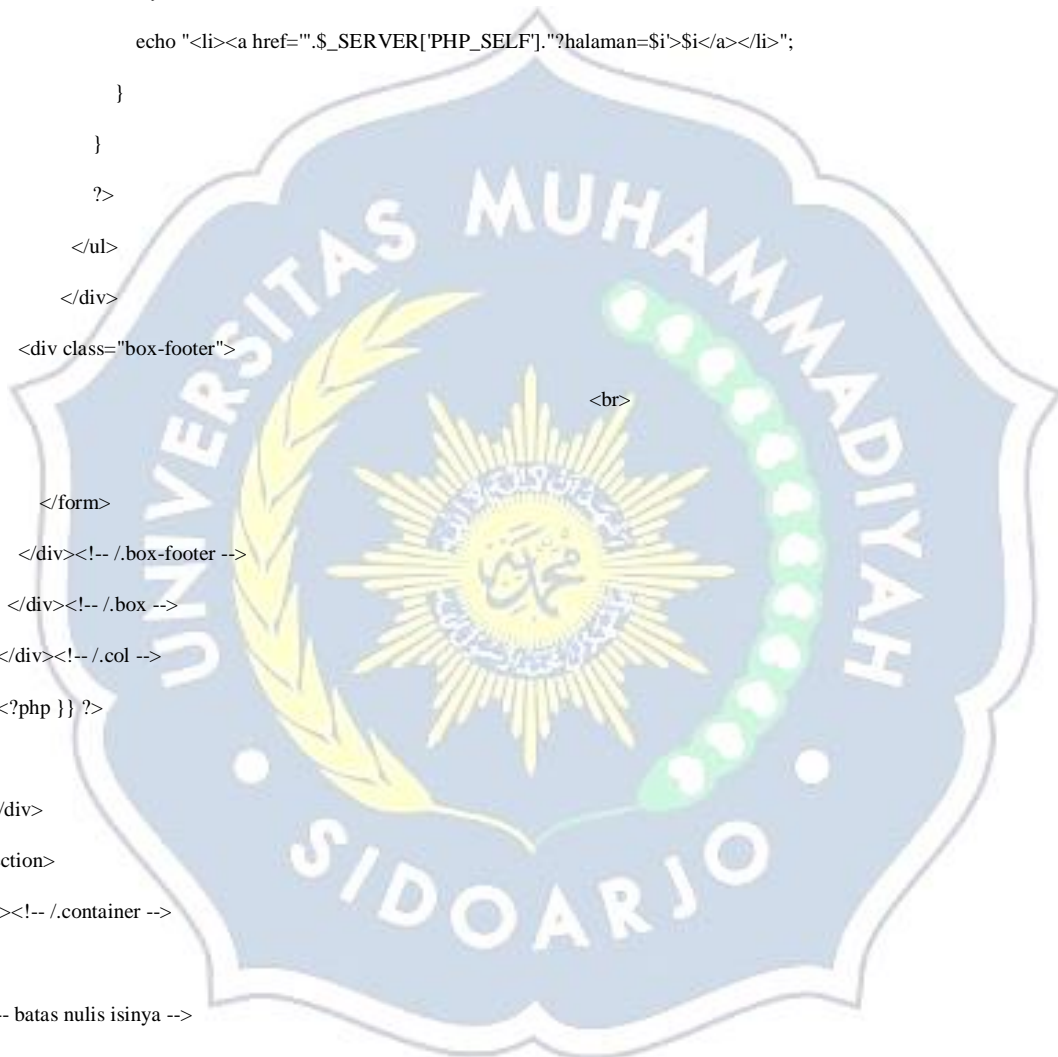 echo "<li><a href='".$_SERVER['PHP_SELF']."?halaman=$i'>$i</a></li>";
}
}
?>
</ul>
</div>
<div class="box-footer">
<br>
</form>
</div><!-- /.box-footer -->
</div><!-- /.box -->
</div><!-- /.col -->
<?php }} ?>
/div>
ction>
><!-- /.container -->
-- batas nulis isinya -->
UNIVERSITAS MUHAMMADIYAH
SIDOARJO
محمدية